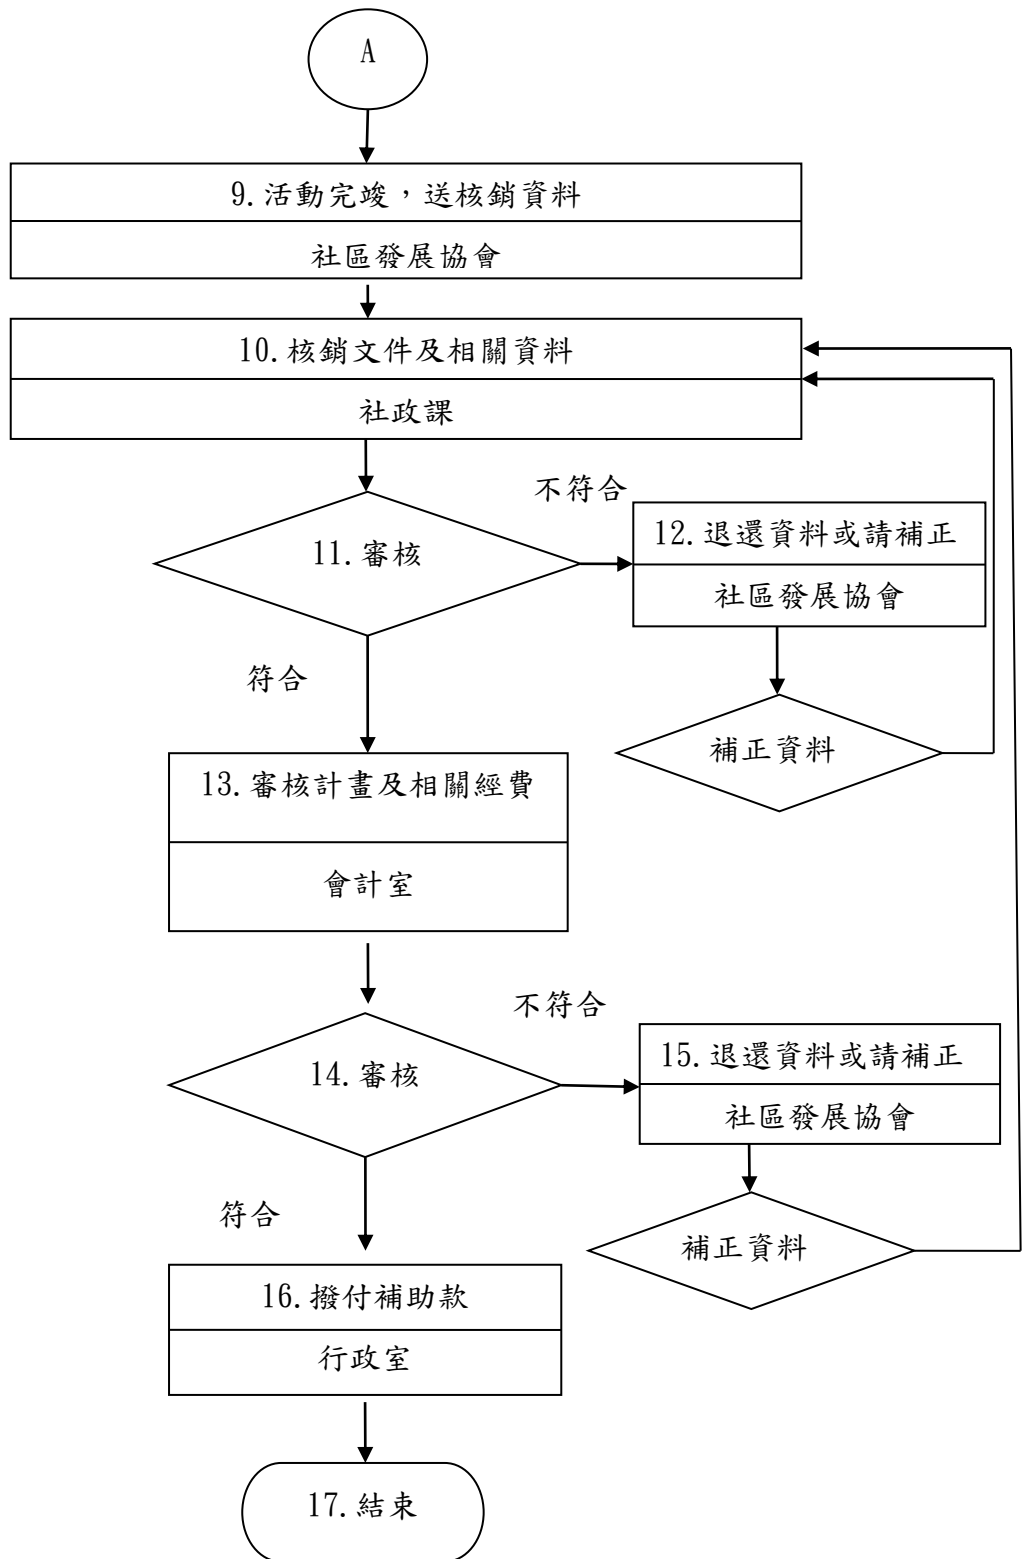 A
9.活動完竣，送核銷資料
社區發展協會
10.核銷文件及相關資料
社政課
不符合
11.審核
12.退還資料或請補正
社區發展協會
符合
補正資料
13.審核計畫及相關經費
會計室
不符合
14.審核
15.退還資料或請補正
社區發展協會
符合
補正資料
16.撥付補助款
行政室
17.結束